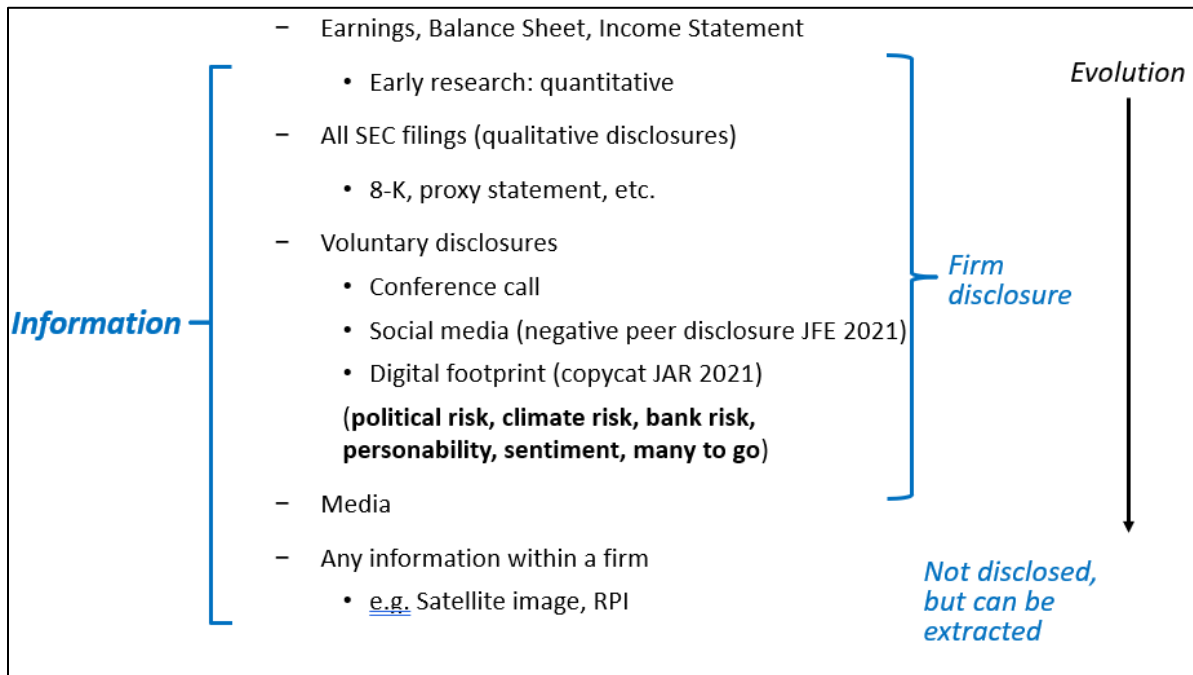 – Earnings, Balance Sheet, Income Statement
• Early research: quantitative
– All SEC filings (qualitative disclosures)
• 8-K, proxy statement, etc.
– Voluntary disclosures
• Conference call
• Social media (negative peer disclosure JFE 2021)
• Digital footprint (copycat JAR 2021)
(political risk, climate risk, bank risk,
personability, sentiment, many to go)
– Media
– Any information within a firm
• e.g. Satellite image, RPI
Information
Firm
disclosure
Evolution
Not disclosed,
but can be
extracted